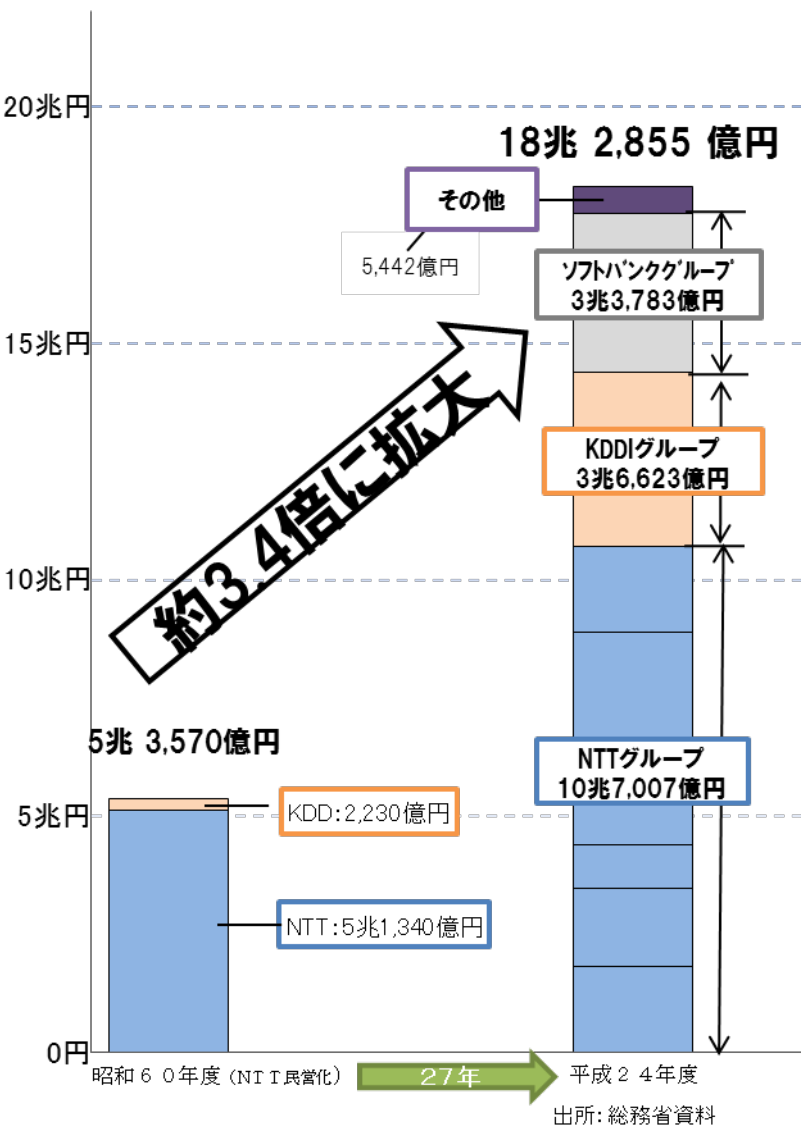 20兆円
18兆 2,855 億円
その他
5,442億円
ソフトバンクグループ
3兆3,783億円
15兆円
約3.4倍に拡大
KDDIグループ
3兆6,623億円
10兆円
5兆 3,570億円
NTTグループ
10兆7,007億円
KDD:2,230億円
5兆円
NTT:5兆1,340億円
0円
昭和６０年度（NTT民営化）
27年
平成２４年度
出所：総務省資料